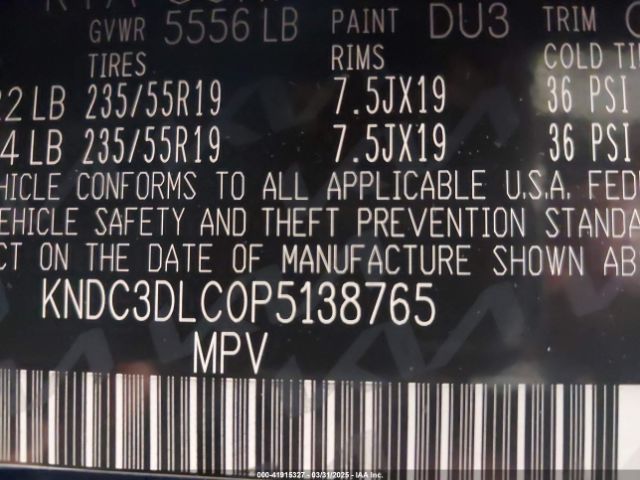 GVWR 5556 LB PAINT DU3 TRIM
TIRES RIMS COLD TI
2 LB 235/55R19 7.5JX19 36 PSI
4 LB 235/55R19 7.5JX19 36 PSI
HICLE CONFORMS TO ALL APPLICABLE U.S.A. FED
EHICLE SAFETY AND THEFT PREVENTION STANDA
CT ON THE DATE OF MANUFACTURE SHOWN AB
KNDC3DLC0P5138765
MPV
000-41915327 - 03/31/2025 - IAA Inc.